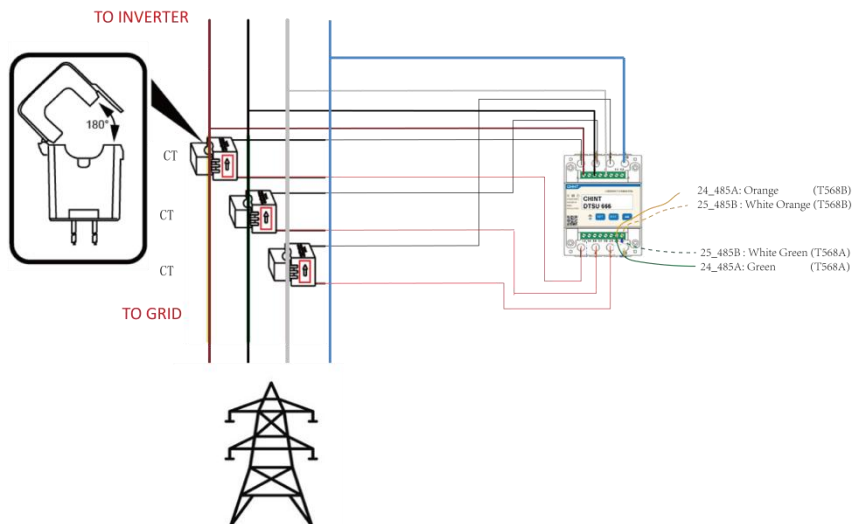 TO INVERTER
180°
CT
CT
CT
TO GRID
CHINT
CHINT
DTSU 666
24_485A: Orange (T568B)
25_485B : White Orange (T568B)
25_485B : White Green (T568A)
24_485A: Green (T568A)